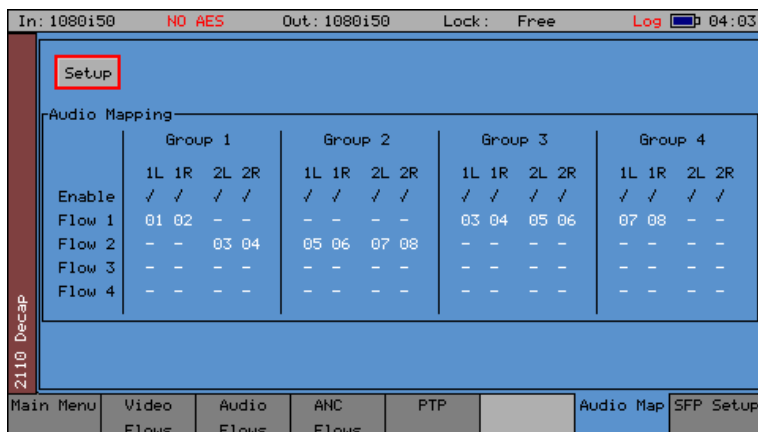 In: 1080i50 NO AES Out: 1080i50 Lock: Free Log 04:03
Setup
Audio Mapping
Group 1 Group 2 Group 3 Group 4
1L 1R 2L 2R 1L 1R 2L 2R 1L 1R 2L 2R 1L 1R 2L 2R
Enable √ √ √ √ √ √ √ √ √ √ √ √ √ √ √ √
Flow 1 01 02 - - - - - - 03 04 05 06 07 08 - -
Flow 2 - - 03 04 05 06 07 08 - - - - - - - -
Flow 3 - - - - - - - - - - - - - - - -
Flow 4 - - - - - - - - - - - - - - - -
2110 Decap
Main Menu Video Audio ANC PTP Audio Map SFP Setup
Flows Flows Flows